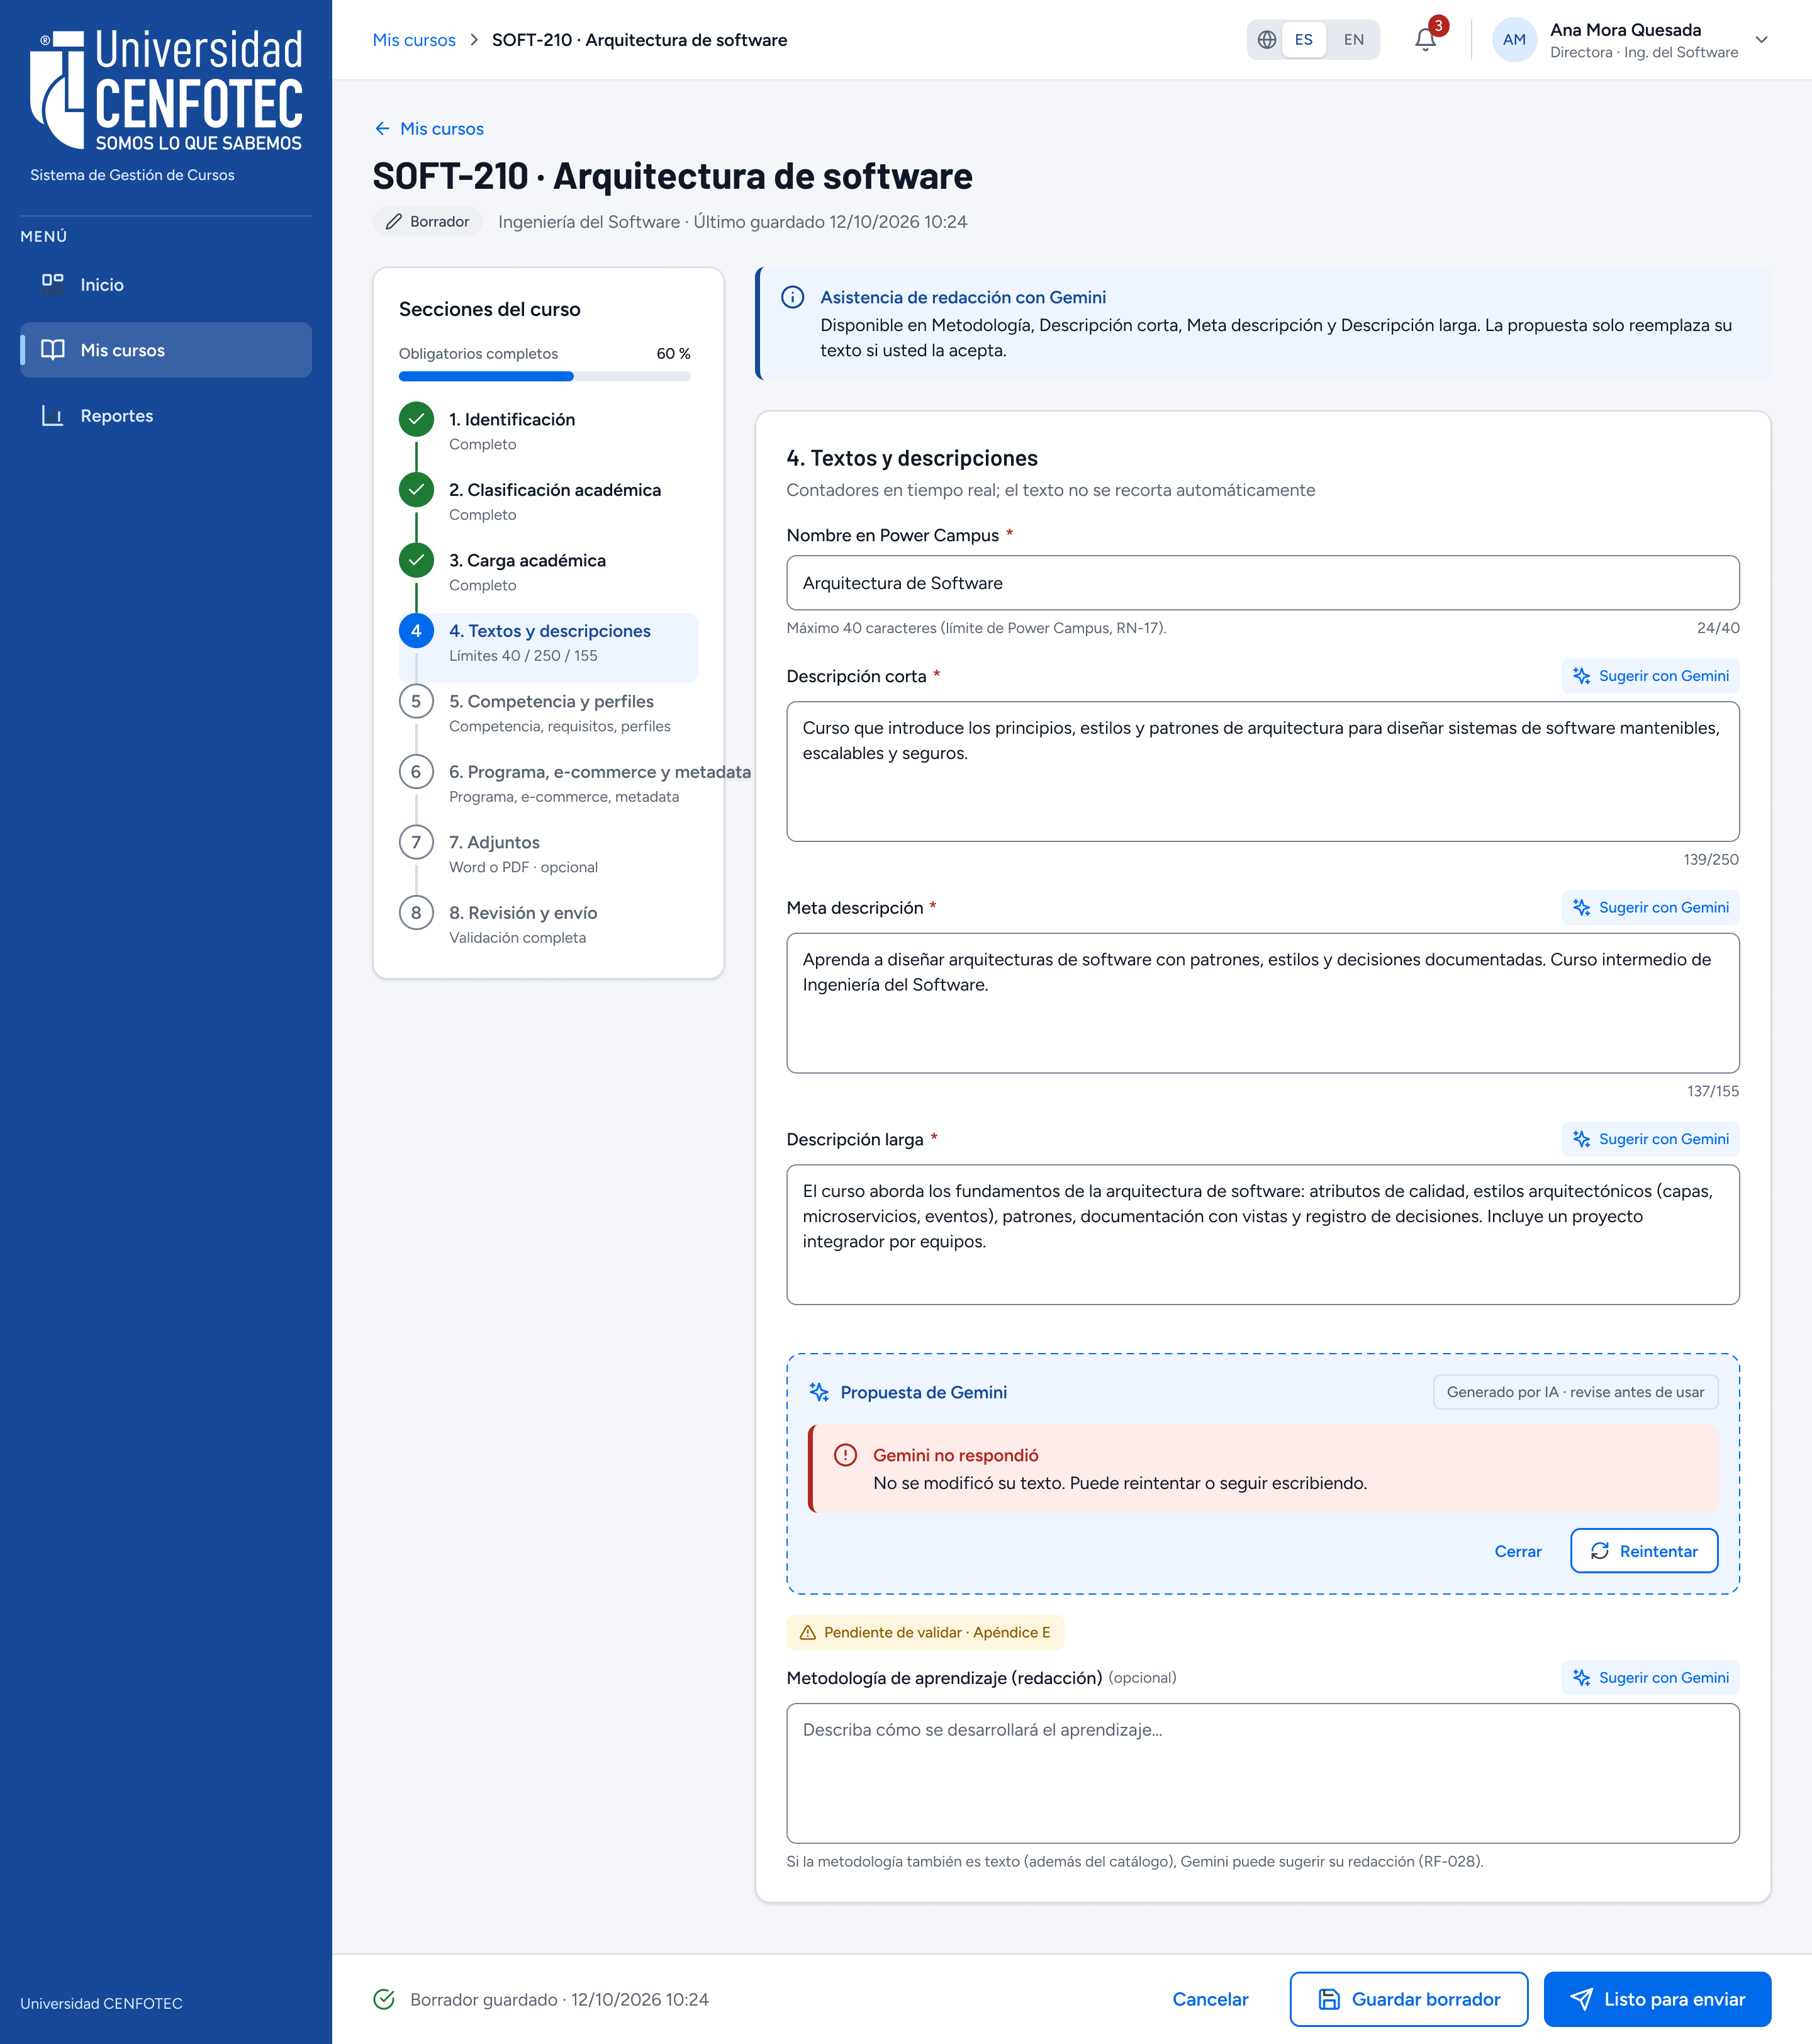 ® Universidad
CENFOTEC
SOMOS LO QUE SABEMOS
Sistema de Gestión de Cursos
MENÚ
Inicio
Mis cursos
Reportes
Universidad CENFOTEC
Mis cursos > SOFT-210 · Arquitectura de software
ES EN
3
AM
Ana Mora Quesada
Directora · Ing. del Software
← Mis cursos
SOFT-210 · Arquitectura de software
Borrador
Ingeniería del Software · Último guardado 12/10/2026 10:24
Secciones del curso
Obligatorios completos 60 %
1. Identificación
Completo
2. Clasificación académica
Completo
3. Carga académica
Completo
4 4. Textos y descripciones
Límites 40 / 250 / 155
5 5. Competencia y perfiles
Competencia, requisitos, perfiles
6 6. Programa, e-commerce y metadata
Programa, e-commerce, metadata
7 7. Adjuntos
Word o PDF · opcional
8 8. Revisión y envío
Validación completa
Asistencia de redacción con Gemini
Disponible en Metodología, Descripción corta, Meta descripción y Descripción larga. La propuesta solo reemplaza su
texto si usted la acepta.
4. Textos y descripciones
Contadores en tiempo real; el texto no se recorta automáticamente
Nombre en Power Campus *
Arquitectura de Software
Máximo 40 caracteres (límite de Power Campus, RN-17). 24/40
Descripción corta * Sugerir con Gemini
Curso que introduce los principios, estilos y patrones de arquitectura para diseñar sistemas de software mantenibles,
escalables y seguros.
139/250
Meta descripción * Sugerir con Gemini
Aprenda a diseñar arquitecturas de software con patrones, estilos y decisiones documentadas. Curso intermedio de
Ingeniería del Software.
137/155
Descripción larga * Sugerir con Gemini
El curso aborda los fundamentos de la arquitectura de software: atributos de calidad, estilos arquitectónicos (capas,
microservicios, eventos), patrones, documentación con vistas y registro de decisiones. Incluye un proyecto
integrador por equipos.
Propuesta de Gemini Generado por IA · revise antes de usar
Gemini no respondió
No se modificó su texto. Puede reintentar o seguir escribiendo.
Cerrar Reintentar
Pendiente de validar · Apéndice E
Metodología de aprendizaje (redacción) (opcional) Sugerir con Gemini
Describa cómo se desarrollará el aprendizaje...
Si la metodología también es texto (además del catálogo), Gemini puede sugerir su redacción (RF-028).
Borrador guardado · 12/10/2026 10:24
Cancelar Guardar borrador Listo para enviar